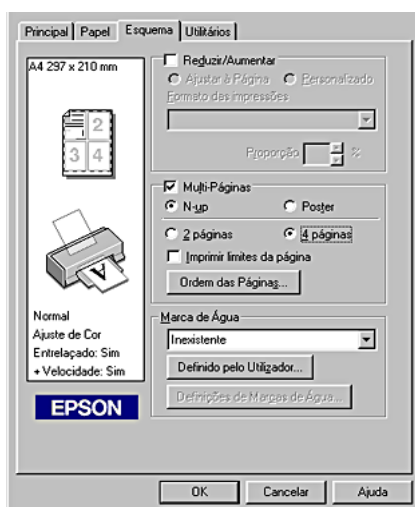 Principal Papel Esquema Utilitários
A4 297 x 210 mm
2
3 4
Normal
Ajuste de Cor
Entrelaçado: Sim
+ Velocidade: Sim
EPSON
Reduzir/Aumentar
Ajustar à Página Personalizado
Formato das impressões
Proporção %
Multi-Páginas
N-up Poster
2 páginas 4 páginas
Imprimir limites da página
Ordem das Páginas...
Marca de Água
Inexistente
Definido pelo Utilizador...
Definições de Marcas de Água...
OK Cancelar Ajuda